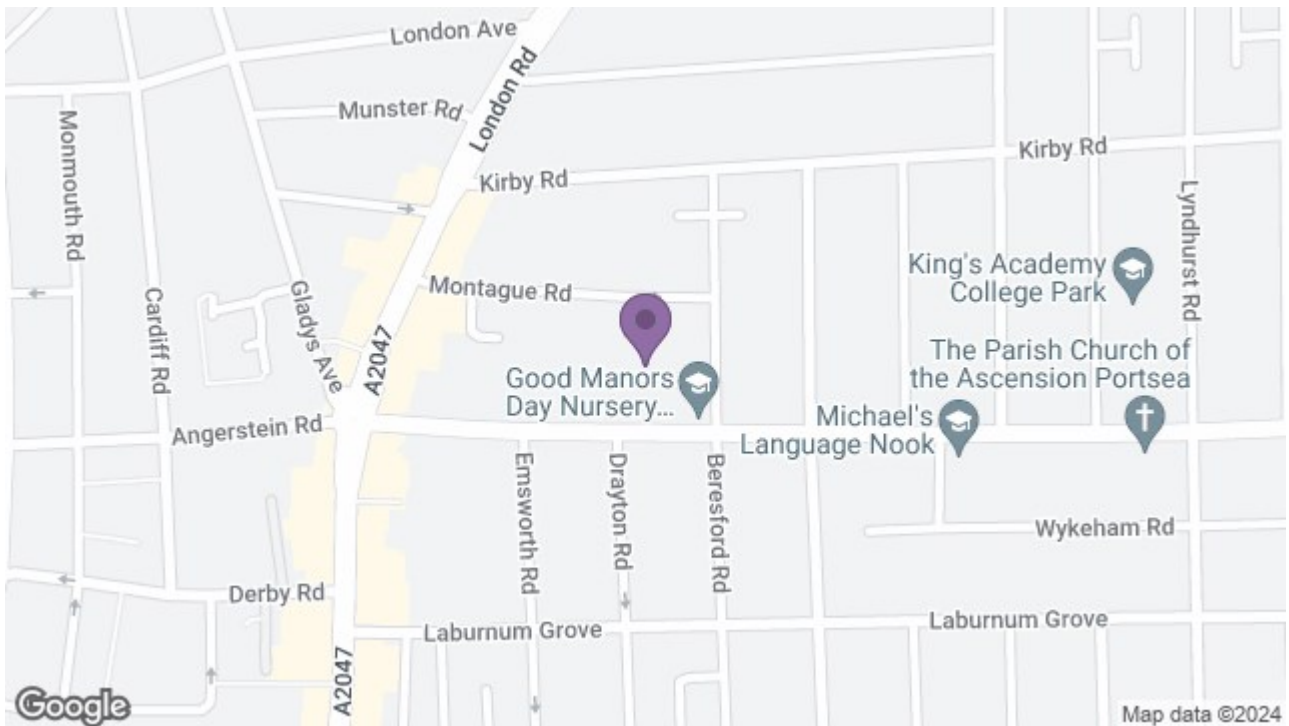 London Ave
London Rd
Munster Rd
Kirby Rd
Kirby Rd
Monmouth Rd
Cardiff Rd
Gladys Ave
Lyndhurst Rd
Montague Rd
King's Academy
College Park
A2047
The Parish Church of
the Ascension Portsea
Good Manors
Day Nursery...
Michael's
Language Nook
Angerstein Rd
Emsworth Rd
Drayton Rd
Beresford Rd
Wykeham Rd
Derby Rd
Laburnum Grove
Laburnum Grove
A2047
Google
Map data ©2024